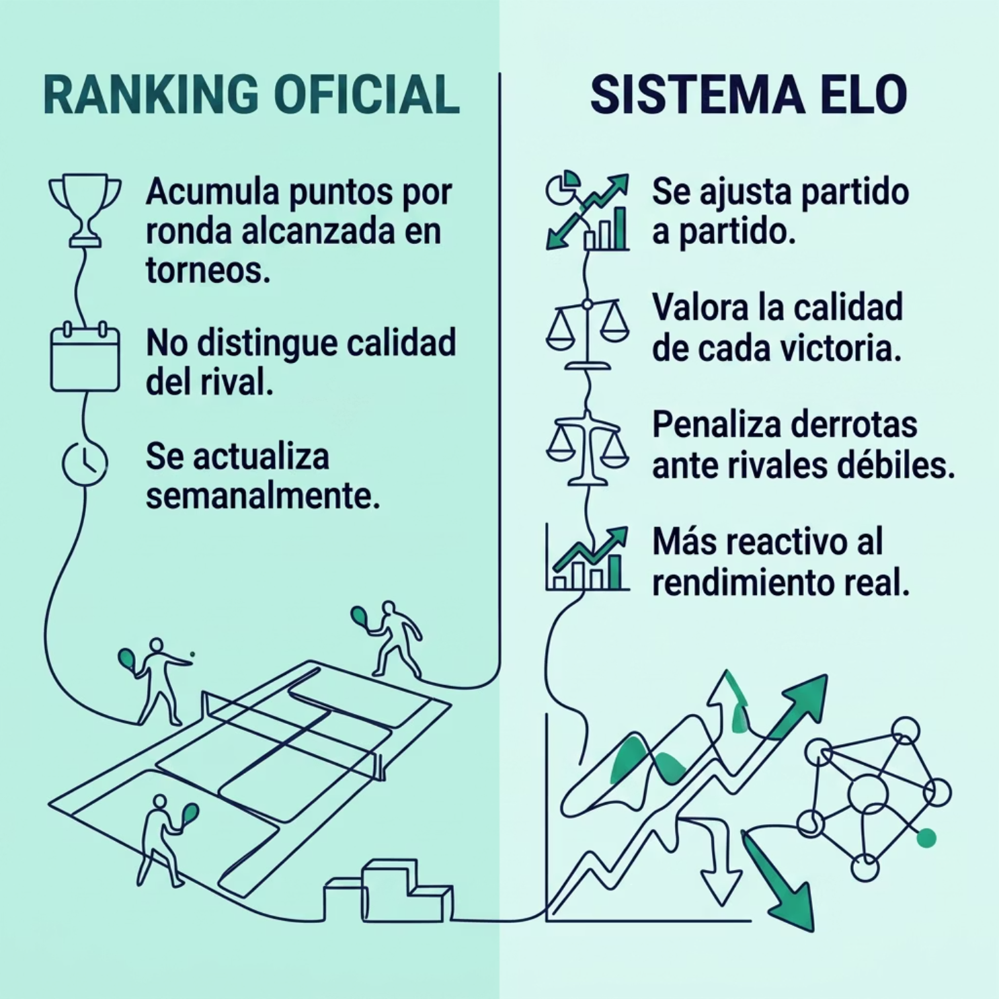 RANKING OFICIAL
Acumula puntos por
ronda alcanzada en
torneos.
No distingue calidad
del rival.
Se actualiza
semanalmente.
SISTEMA ELO
Se ajusta partido
a partido.
Valora la calidad
de cada victoria.
Penaliza derrotas
ante rivales débiles.
Más reactivo al
rendimiento real.